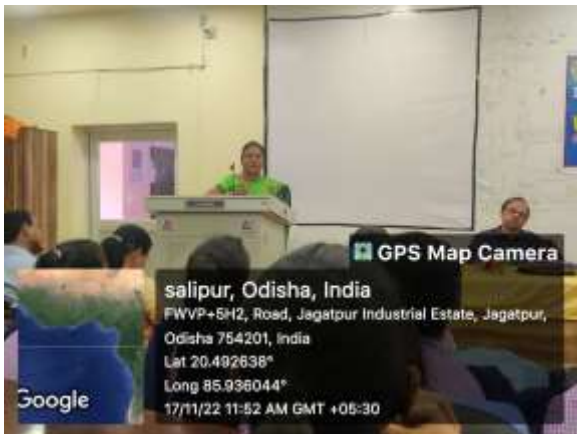 GPS Map Camera
salipur, Odisha, India
FWVP+5H2, Road, Jagatpur Industrial Estate, Jagatpur,
Odisha 754201, India
Lat 20.492638°
Long 85.936044°
17/11/22 11:52 AM GMT +05:30
Google